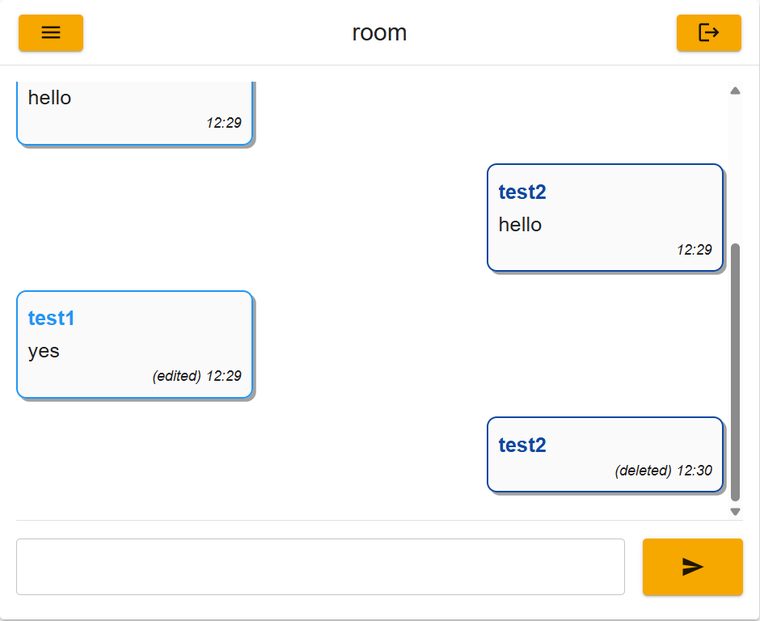 room
hello
12:29
test2
hello
12:29
test1
yes
(edited) 12:29
test2
(deleted) 12:30